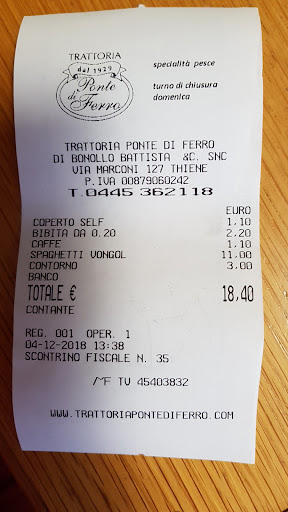 TRATTORIA
dal 1929
Ponte
di
Ferro
specialità pesce
turno di chiusura
domenica
TRATTORIA PONTE DI FERRO
DI BONOLLO BATTISTA &C. SNC
VIA MARCONI 127 THIENE
P.IVA 00879060242
T.0445 362118
EURO
COPERTO SELF 1,10
BIBITA DA 0.20 2,20
CAFFE 1,10
SPAGHETTI VONGOL 11,00
CONTORNO 3,00
BANCO
TOTALE € 18,40
CONTANTE
REG. 001 OPER. 1
04-12-2018 13:38
SCONTRINO FISCALE N. 35
MF TV 45403832
WWW.TRATTORIAPONTEDIFERRO.COM